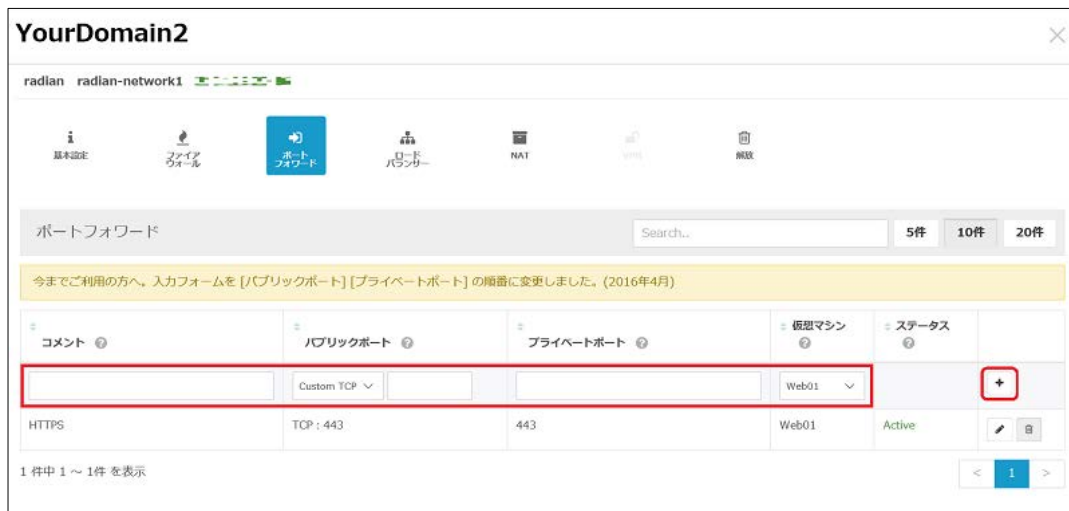 YourDomain2
radian radian-network1
基本設定
ファイア
ウォール
ポート
フォワード
ロード
バランサー
NAT
VPN
解放
ポートフォワード Search.. 5件 10件 20件
今までご利用の方へ。入力フォームを [パブリックポート] [プライベートポート] の順番に変更しました。(2016年4月)
コメント パブリックポート プライベートポート 仮想マシン ステータス
Custom TCP Web01 +
HTTPS TCP : 443 443 Web01 Active
1 件中 1 ~ 1件 を表示 < 1 >